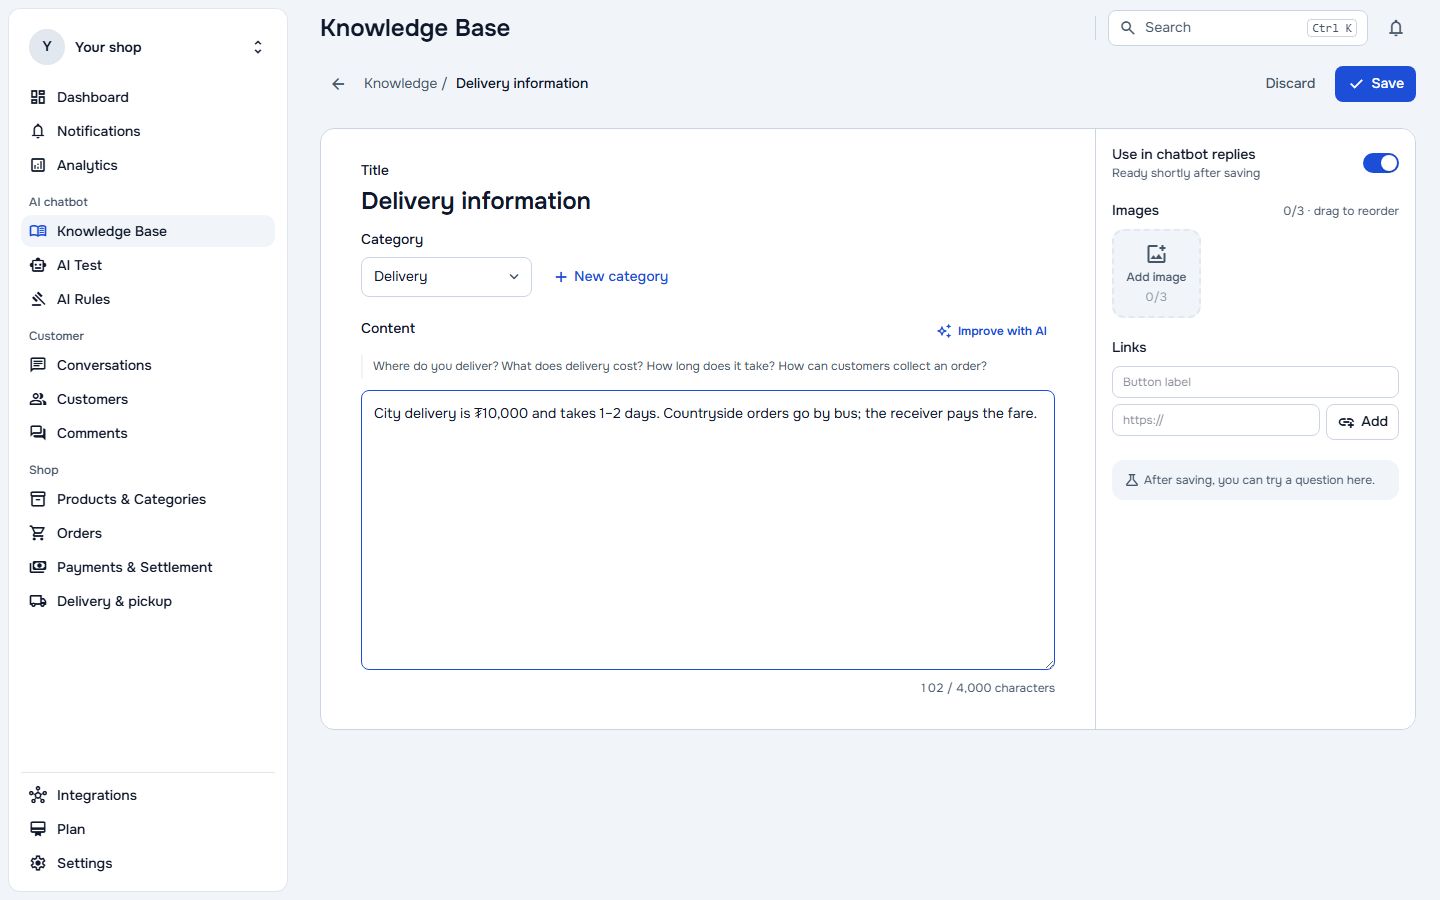 Y
Your shop
Dashboard
Notifications
Analytics
AI chatbot
Knowledge Base
AI Test
AI Rules
Customer
Conversations
Customers
Comments
Shop
Products & Categories
Orders
Payments & Settlement
Delivery & pickup
Integrations
Plan
Settings
Knowledge Base
Search
Ctrl K
Knowledge / Delivery information
Discard
Save
Title
Delivery information
Category
Delivery
New category
Content
Improve with AI
Where do you deliver? What does delivery cost? How long does it take? How can customers collect an order?
City delivery is ₮10,000 and takes 1–2 days. Countryside orders go by bus; the receiver pays the fare.
102 / 4,000 characters
Use in chatbot replies
Ready shortly after saving
Images
0/3 · drag to reorder
Add image
0/3
Links
Button label
https://
Add
After saving, you can try a question here.